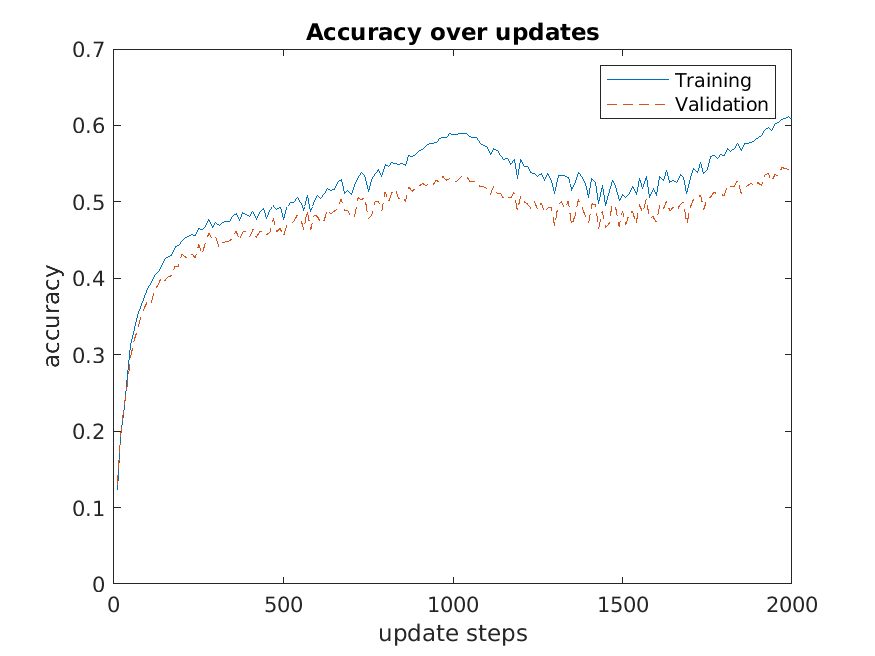 Accuracy over updates
0.7
Training
Validation
0.6
0.5
0.4
0.3
0.2
0.1
0
accuracy
0 500 1000 1500 2000
update steps